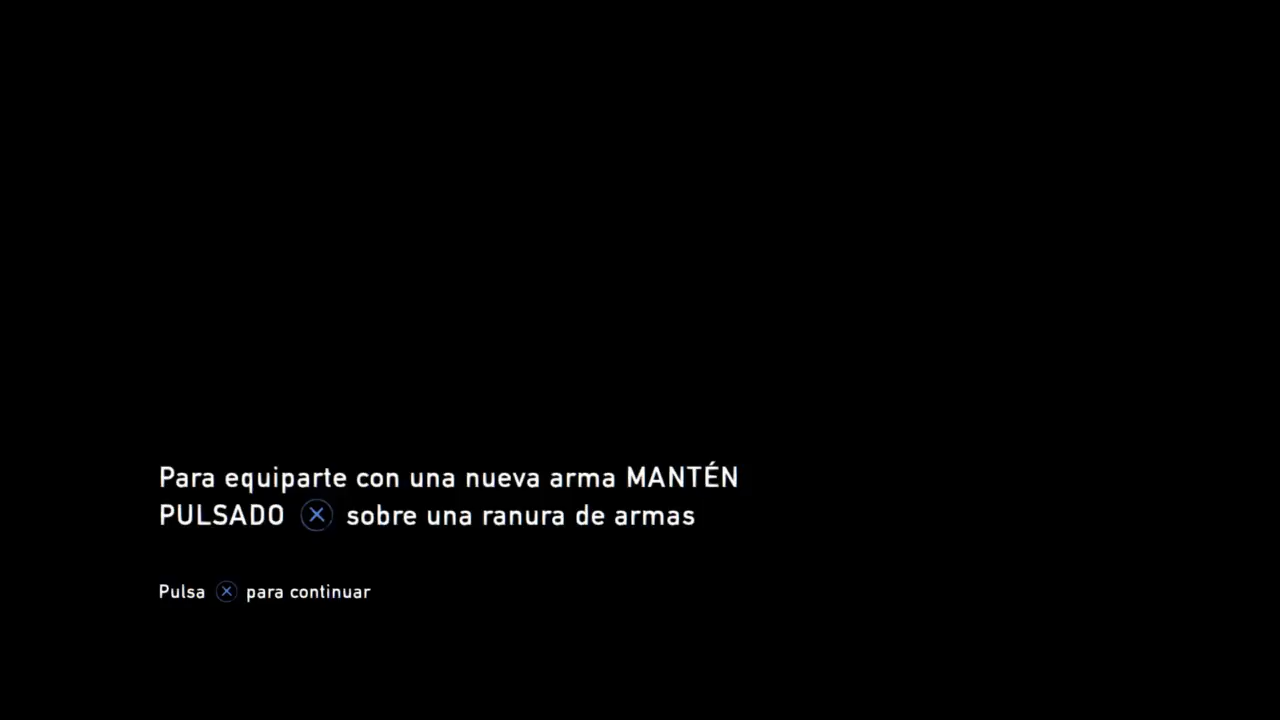 Para equiparte con una nueva arma MANTÉN
PULSADO ⓧ sobre una ranura de armas
Pulsa ⓧ para continuar